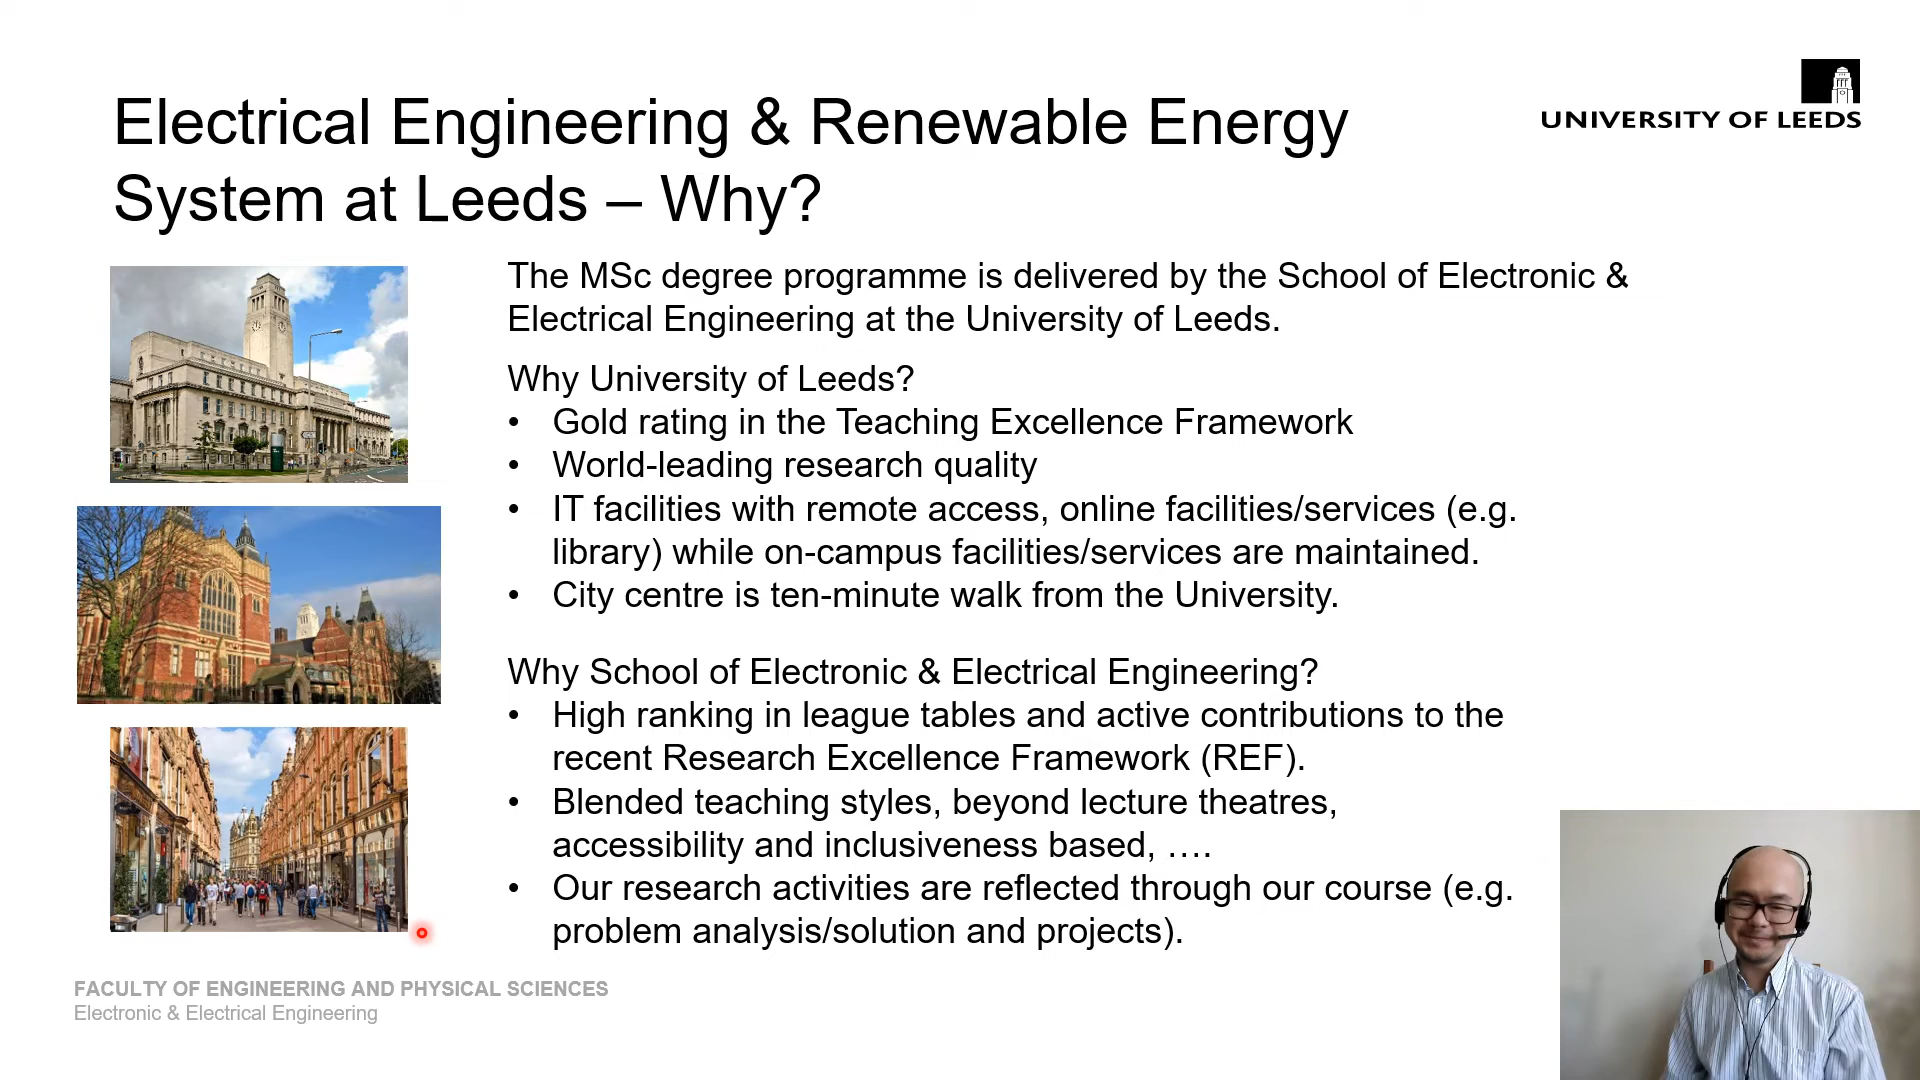 Electrical Engineering & Renewable Energy
System at Leeds – Why?
UNIVERSITY OF LEEDS
The MSc degree programme is delivered by the School of Electronic &
Electrical Engineering at the University of Leeds.
Why University of Leeds?
• Gold rating in the Teaching Excellence Framework
• World-leading research quality
• IT facilities with remote access, online facilities/services (e.g.
library) while on-campus facilities/services are maintained.
• City centre is ten-minute walk from the University.
Why School of Electronic & Electrical Engineering?
• High ranking in league tables and active contributions to the
recent Research Excellence Framework (REF).
• Blended teaching styles, beyond lecture theatres,
accessibility and inclusiveness based, ….
• Our research activities are reflected through our course (e.g.
problem analysis/solution and projects).
FACULTY OF ENGINEERING AND PHYSICAL SCIENCES
Electronic & Electrical Engineering